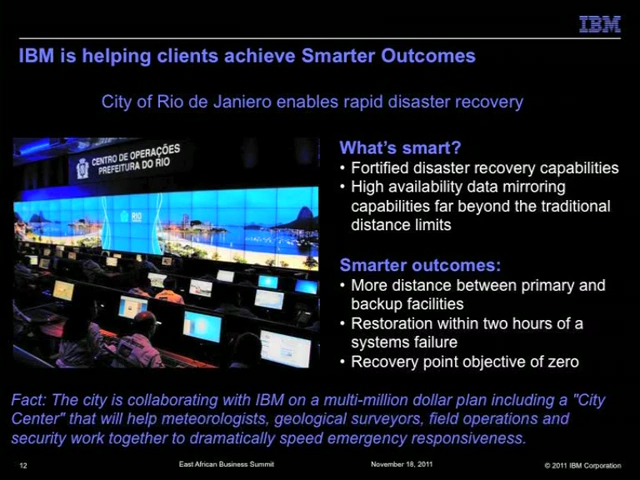 IBM
IBM is helping clients achieve Smarter Outcomes
City of Rio de Janiero enables rapid disaster recovery
CENTRO DE OPERAÇÕES
PREFEITURA DO RIO
RIO
What's smart?
• Fortified disaster recovery capabilities
• High availability data mirroring
capabilities far beyond the traditional
distance limits
Smarter outcomes:
• More distance between primary and
backup facilities
• Restoration within two hours of a
systems failure
• Recovery point objective of zero
Fact: The city is collaborating with IBM on a multi-million dollar plan including a "City
Center" that will help meteorologists, geological surveyors, field operations and
security work together to dramatically speed emergency responsiveness.
12 East African Business Summit November 18, 2011 © 2011 IBM Corporation